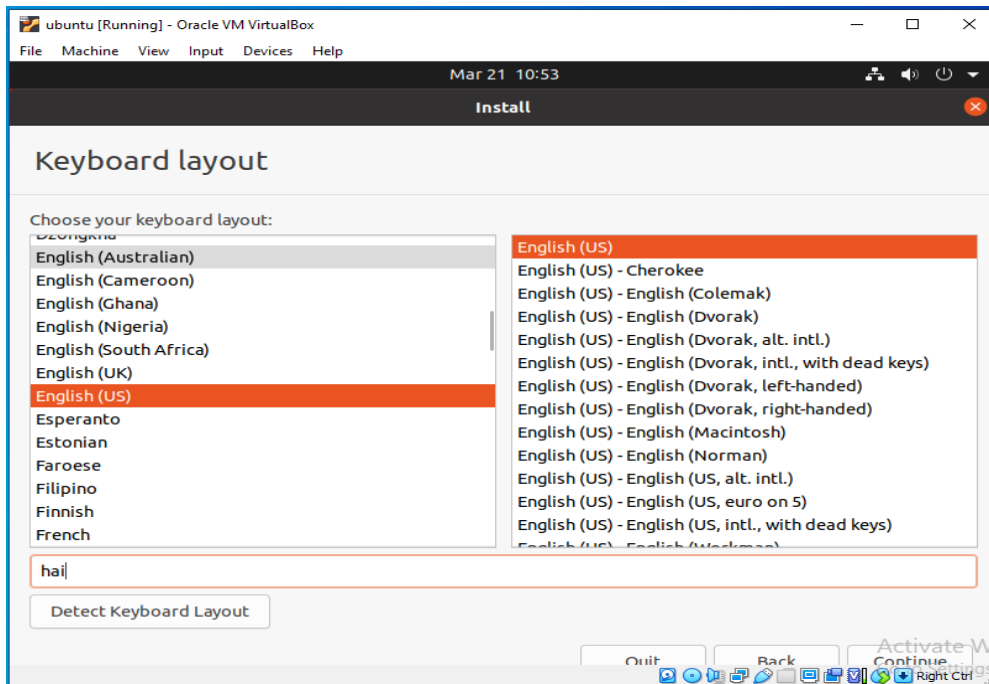 ubuntu [Running] - Oracle VM VirtualBox
File Machine View Input Devices Help
Mar 21 10:53
Install
Keyboard layout
Choose your keyboard layout:
Dzongkha
English (Australian)
English (Cameroon)
English (Ghana)
English (Nigeria)
English (South Africa)
English (UK)
English (US)
Esperanto
Estonian
Faroese
Filipino
Finnish
French
English (US)
English (US) - Cherokee
English (US) - English (Colemak)
English (US) - English (Dvorak)
English (US) - English (Dvorak, alt. intl.)
English (US) - English (Dvorak, intl., with dead keys)
English (US) - English (Dvorak, left-handed)
English (US) - English (Dvorak, right-handed)
English (US) - English (Macintosh)
English (US) - English (Norman)
English (US) - English (US, alt. intl.)
English (US) - English (US, euro on 5)
English (US) - English (US, intl., with dead keys)
English (US) - English (Workman)
hai
Detect Keyboard Layout
Quit Back Continue
Activate W
Settings
Right Ctrl